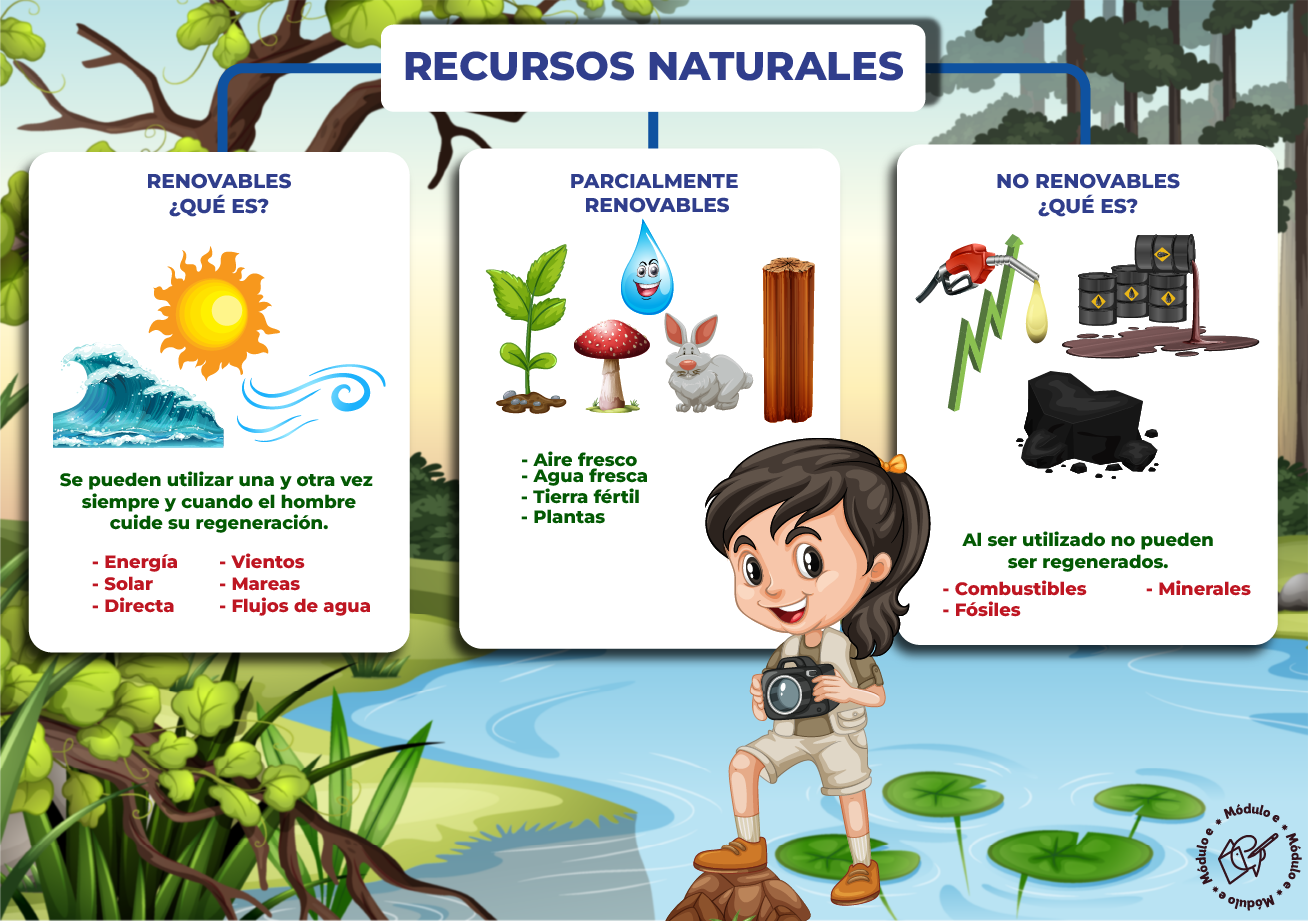 RECURSOS NATURALES
RENOVABLES
¿QUÉ ES?
Se pueden utilizar una y otra vez
siempre y cuando el hombre
cuide su regeneración.
- Energía
- Solar
- Directa
- Vientos
- Mareas
- Flujos de agua
PARCIALMENTE
RENOVABLES
- Aire fresco
- Agua fresca
- Tierra fértil
- Plantas
NO RENOVABLES
¿QUÉ ES?
Al ser utilizado no pueden
ser regenerados.
- Combustibles
- Fósiles
- Minerales
* Módulo e * Módulo e * Módulo e * Módulo e